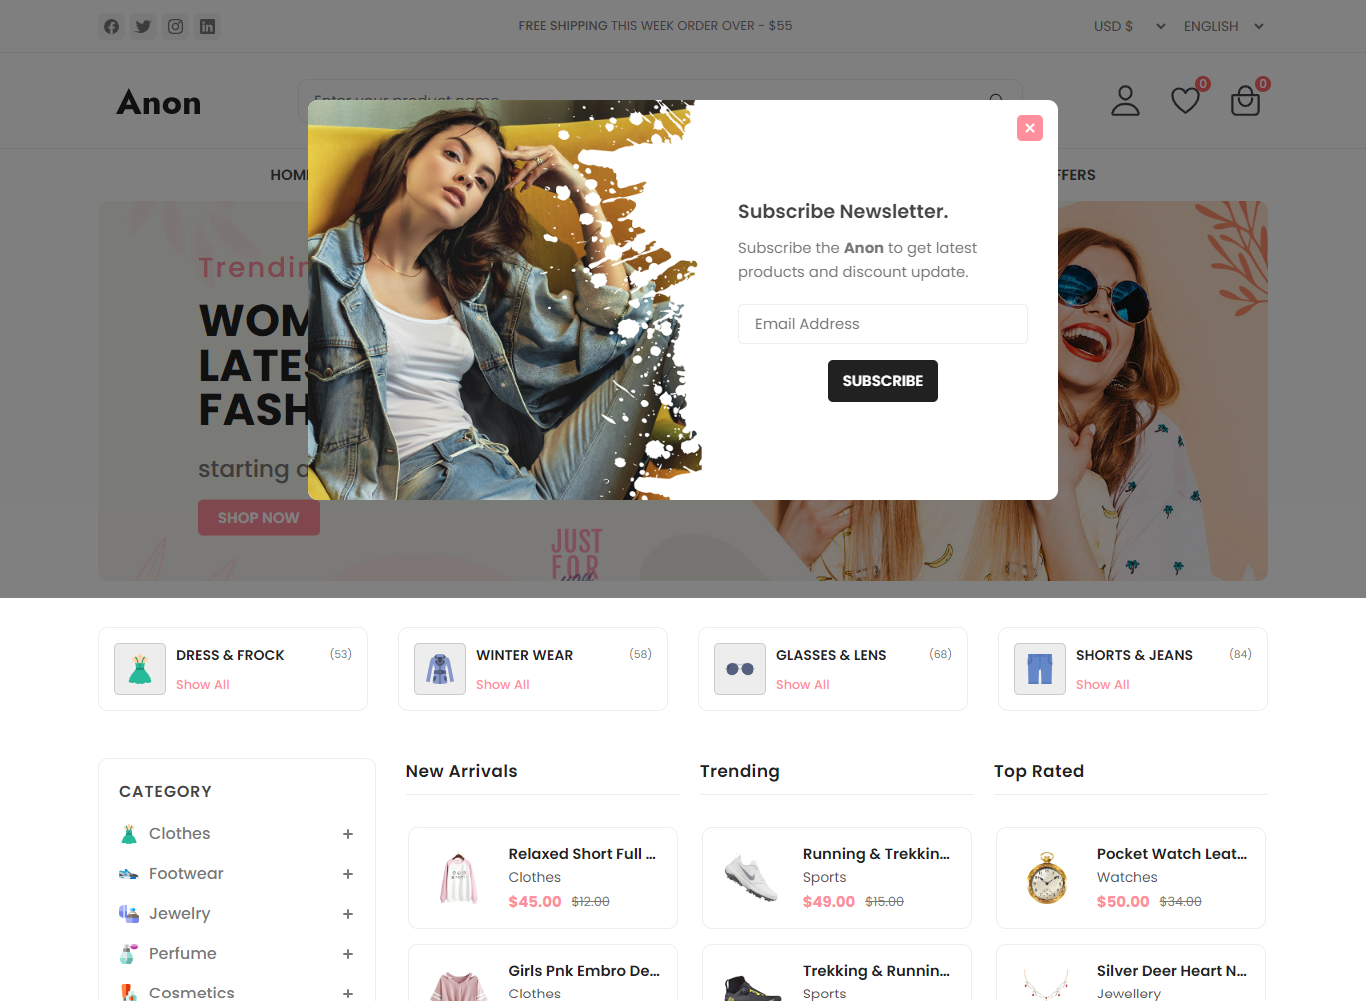 FREE SHIPPING THIS WEEK ORDER OVER - $55
USD $
ENGLISH
Anon
Enter your product name
0
0
HOM
FFERS
Subscribe Newsletter.
Subscribe the Anon to get latest
products and discount update.
Email Address
SUBSCRIBE
Trendin
WOM
LATES
FASH
starting a
SHOP NOW
JUST
FOR
you
DRESS & FROCK
(53)
Show All
WINTER WEAR
(58)
Show All
GLASSES & LENS
(68)
Show All
SHORTS & JEANS
(84)
Show All
CATEGORY
Clothes
Footwear
Jewelry
Perfume
Cosmetics
New Arrivals
Relaxed Short Full ...
Clothes
$45.00 $12.00
Girls Pnk Embro De...
Clothes
Trending
Running & Trekkin...
Sports
$49.00 $15.00
Trekking & Runnin...
Sports
Top Rated
Pocket Watch Leat...
Watches
$50.00 $34.00
Silver Deer Heart N...
Jewellery